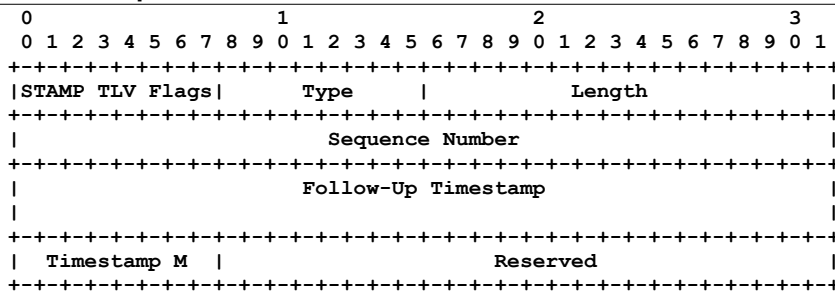 0                   1                   2                   3
 0 1 2 3 4 5 6 7 8 9 0 1 2 3 4 5 6 7 8 9 0 1 2 3 4 5 6 7 8 9 0 1
+-+-+-+-+-+-+-+-+-+-+-+-+-+-+-+-+-+-+-+-+-+-+-+-+-+-+-+-+-+-+-+-+
|STAMP TLV Flags|      Type     |           Length              |
+-+-+-+-+-+-+-+-+-+-+-+-+-+-+-+-+-+-+-+-+-+-+-+-+-+-+-+-+-+-+-+-+
|                        Sequence Number                        |
+-+-+-+-+-+-+-+-+-+-+-+-+-+-+-+-+-+-+-+-+-+-+-+-+-+-+-+-+-+-+-+-+
|                      Follow-Up Timestamp                      |
|                                                               |
+-+-+-+-+-+-+-+-+-+-+-+-+-+-+-+-+-+-+-+-+-+-+-+-+-+-+-+-+-+-+-+-+
|  Timestamp M  |                     Reserved                  |
+-+-+-+-+-+-+-+-+-+-+-+-+-+-+-+-+-+-+-+-+-+-+-+-+-+-+-+-+-+-+-+-+